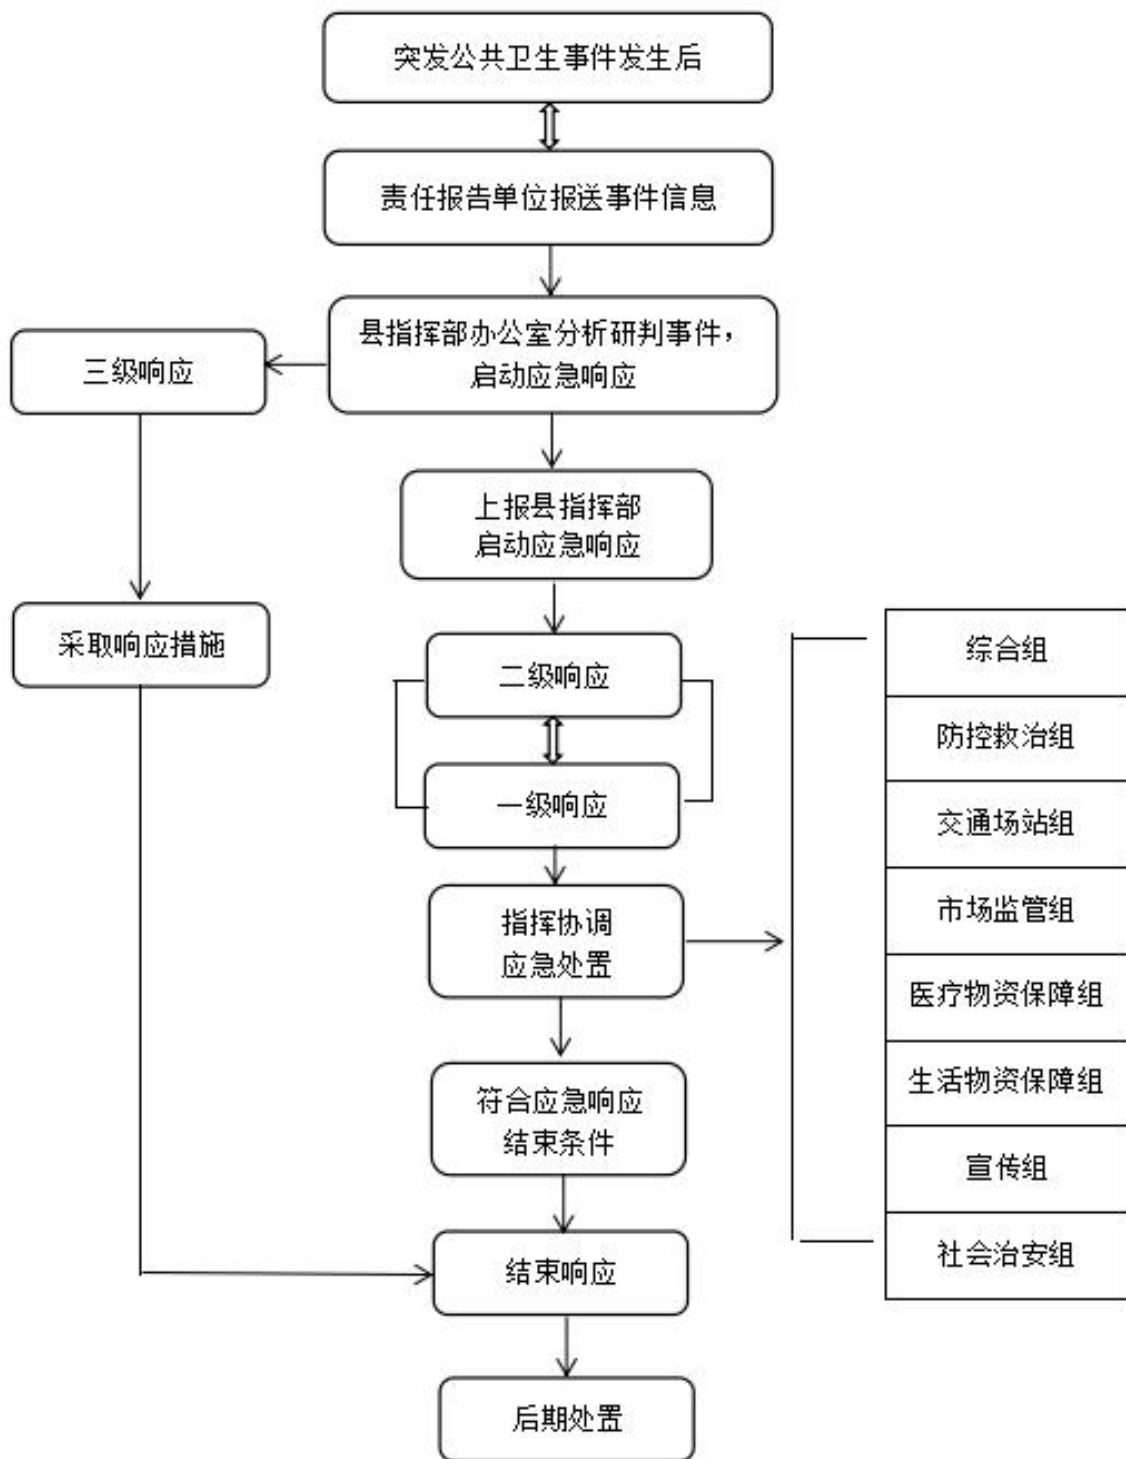 突发公共卫生事件发生后
责任报告单位报送事件信息
县指挥部办公室分析研判事件，
启动应急响应
三级响应
上报县指挥部
启动应急响应
采取响应措施
二级响应
一级响应
指挥协调
应急处置
符合应急响应
结束条件
结束响应
后期处置
综合组
防控救治组
交通场站组
市场监管组
医疗物资保障组
生活物资保障组
宣传组
社会治安组